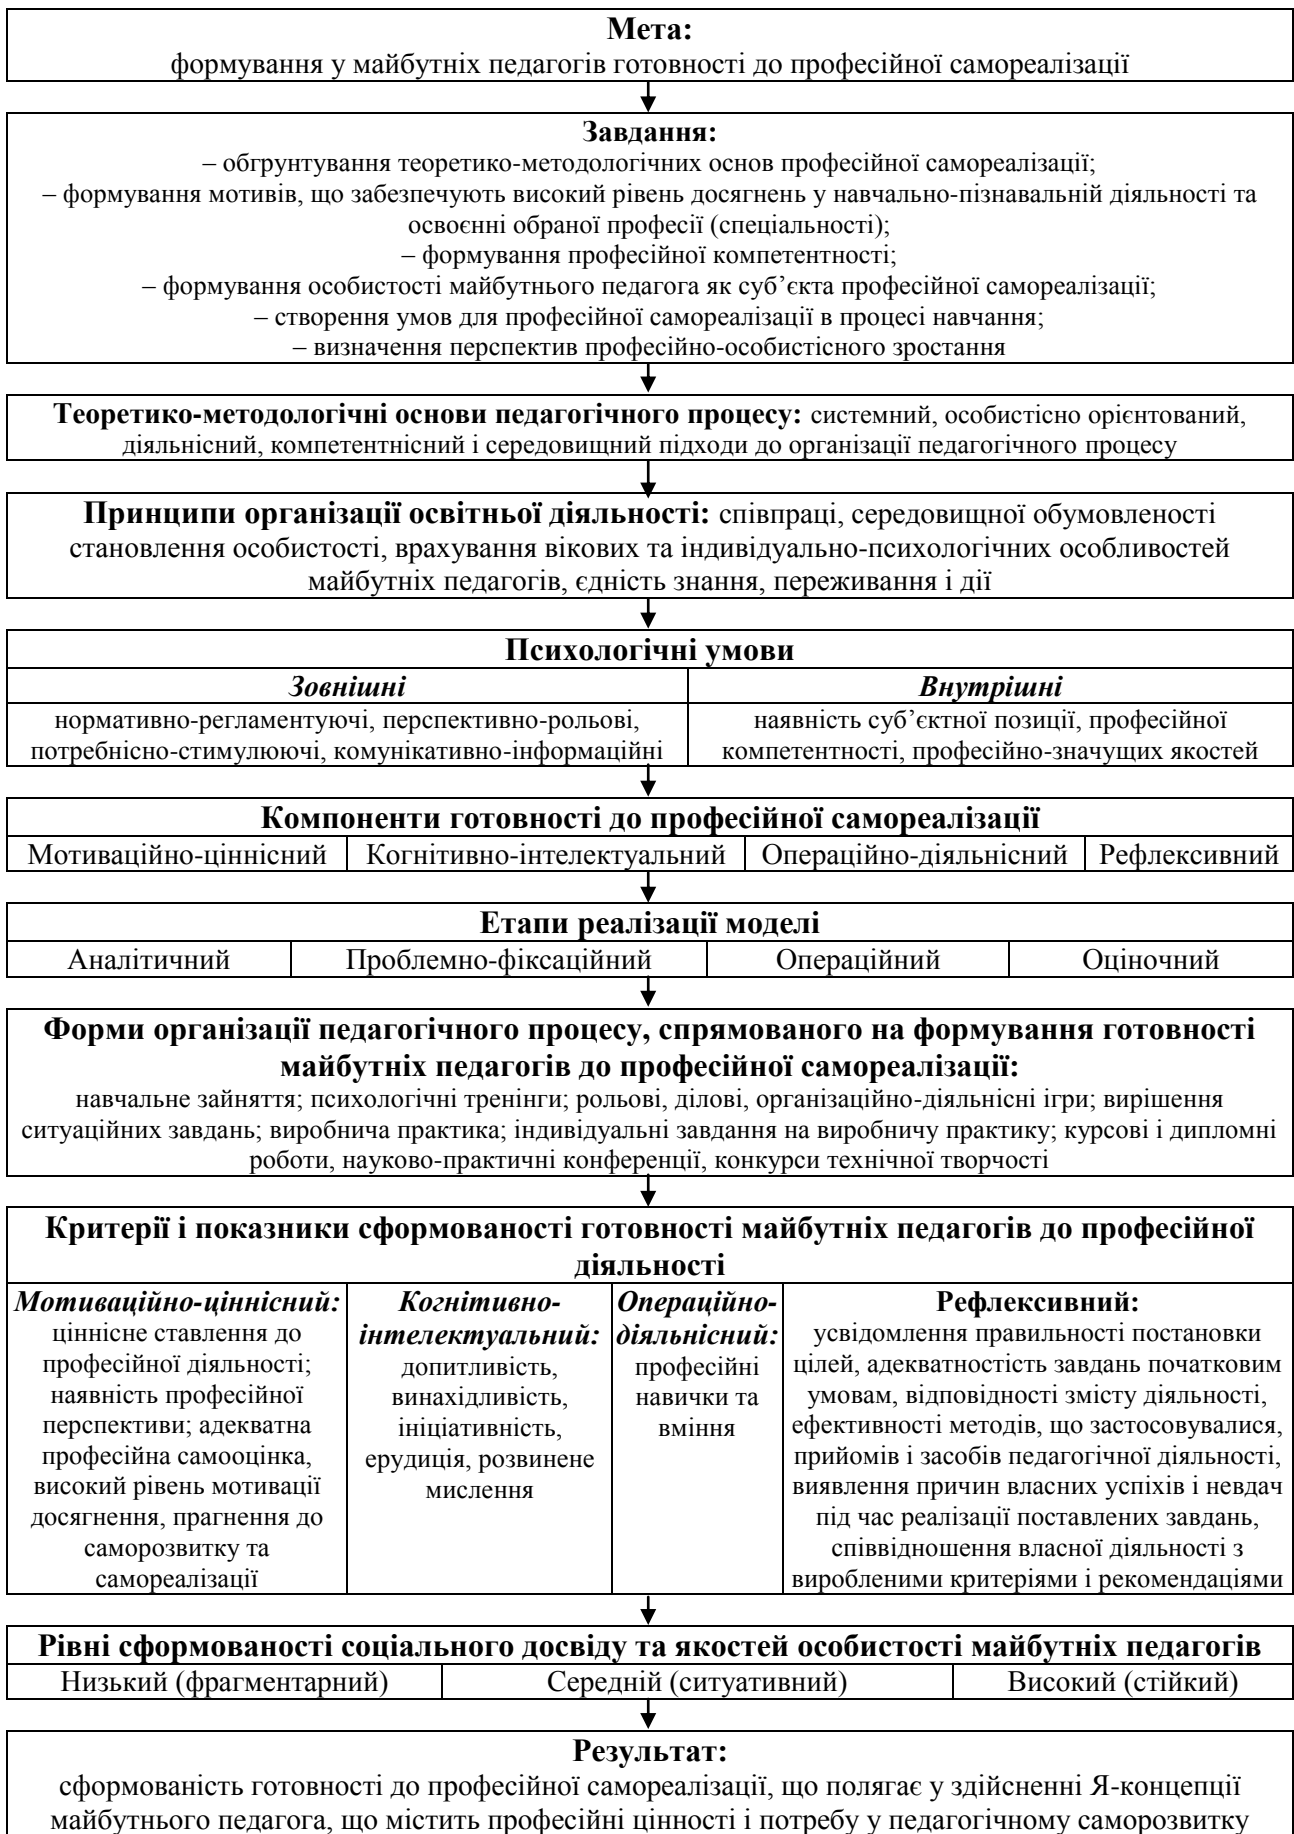 Мета:
формування у майбутніх педагогів готовності до професійної самореалізації
Завдання:
– обгрунтування теоретико-методологічних основ професійної самореалізації;
– формування мотивів, що забезпечують високий рівень досягнень у навчально-пізнавальній діяльності та
освоєнні обраної професії (спеціальності);
– формування професійної компетентності;
– формування особистості майбутнього педагога як суб’єкта професійної самореалізації;
– створення умов для професійної самореалізації в процесі навчання;
– визначення перспектив професійно-особистісного зростання
Теоретико-методологічні основи педагогічного процесу: системний, особистісно орієнтований,
діяльнісний, компетентнісний і середовищний підходи до організації педагогічного процесу
Принципи організації освітньої діяльності: співпраці, середовищної обумовленості
становлення особистості, врахування вікових та індивідуально-психологічних особливостей
майбутніх педагогів, єдність знання, переживання і дії
Психологічні умови
Зовнішні
Внутрішні
нормативно-регламентуючі, перспективно-рольові,
потребнісно-стимулюючі, комунікативно-інформаційні
наявність суб’єктної позиції, професійної
компетентності, професійно-значущих якостей
Компоненти готовності до професійної самореалізації
Мотиваційно-ціннісний
Когнітивно-інтелектуальний
Операційно-діяльнісний
Рефлексивний
Етапи реалізації моделі
Аналітичний
Проблемно-фіксаційний
Операційний
Оціночний
Форми організації педагогічного процесу, спрямованого на формування готовності
майбутніх педагогів до професійної самореалізації:
навчальне зайняття; психологічні тренінги; рольові, ділові, організаційно-діяльнісні ігри; вирішення
ситуаційних завдань; виробнича практика; індивідуальні завдання на виробничу практику; курсові і дипломні
роботи, науково-практичні конференції, конкурси технічної творчості
Критерії і показники сформованості готовності майбутніх педагогів до професійної
діяльності
Мотиваційно-ціннісний:
ціннісне ставлення до
професійної діяльності;
наявність професійної
перспективи; адекватна
професійна самооцінка,
високий рівень мотивації
досягнення, прагнення до
саморозвитку та
самореалізації
Когнітивно-
інтелектуальний:
допитливість,
винахідливість,
ініціативність,
ерудиція, розвинене
мислення
Операційно-
діяльнісний:
професійні
навички та
вміння
Рефлексивний:
усвідомлення правильності постановки
цілей, адекватностість завдань початковим
умовам, відповідності змісту діяльності,
ефективності методів, що застосовувалися,
прийомів і засобів педагогічної діяльності,
виявлення причин власних успіхів і невдач
під час реалізації поставлених завдань,
співвідношення власної діяльності з
виробленими критеріями і рекомендаціями
Рівні сформованості соціального досвіду та якостей особистості майбутніх педагогів
Низький (фрагментарний)
Середній (ситуативний)
Високий (стійкий)
Результат:
сформованість готовності до професійної самореалізації, що полягає у здійсненні Я-концепції
майбутнього педагога, що містить професійні цінності і потребу у педагогічному саморозвитку